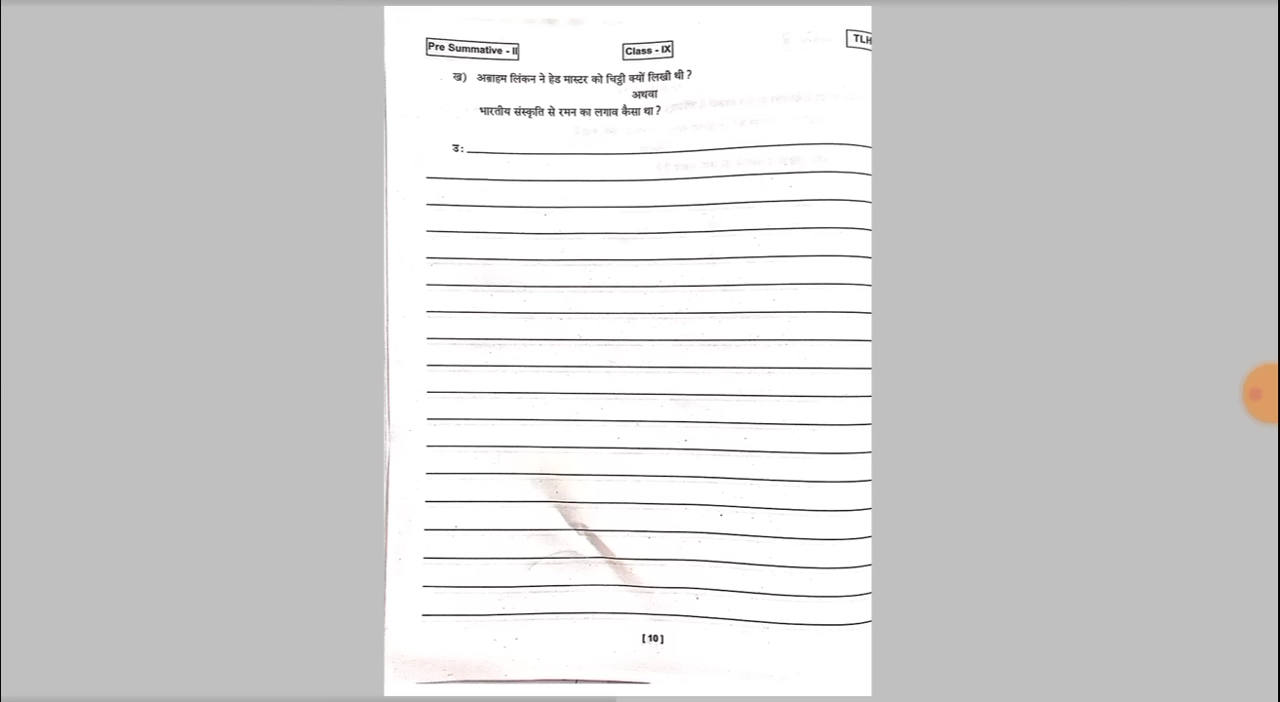 Pre Summative - II
Class - IX
TLH
ख) अब्राहम लिंकन ने हेड मास्टर को चिट्ठी क्यों लिखी थी ?
अथवा
भारतीय संस्कृति से रमन का लगाव कैसा था ?
उ:
[ 10 ]